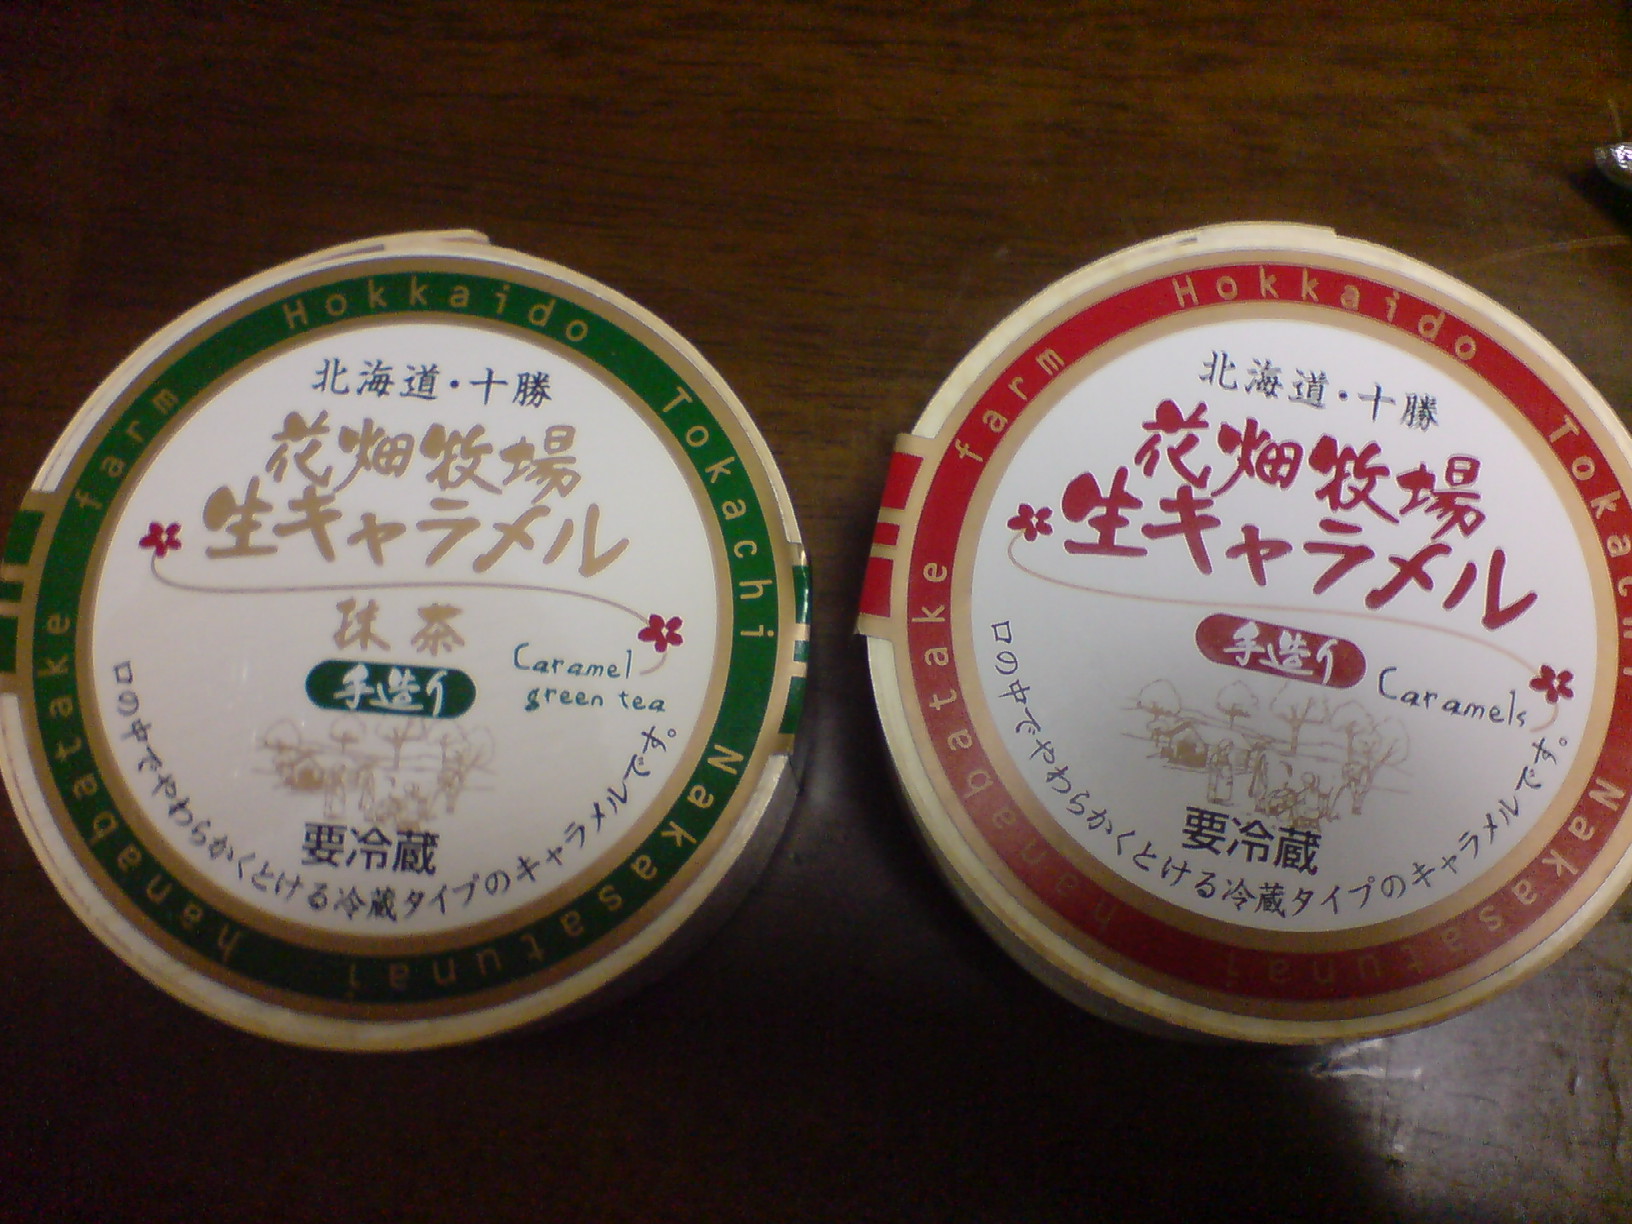 Hokkaido Tokachi Nakasatunai hanabatake farm
北海道・十勝
花畑牧場
生キャラメル
抹茶
手造り
Caramel
green tea
要冷蔵
口の中でやわらかくとける冷蔵タイプのキャラメルです。
Hokkaido Tokachi Nakasatunai hanabatake farm
北海道・十勝
花畑牧場
生キャラメル
手造り
Caramels
要冷蔵
口の中でやわらかくとける冷蔵タイプのキャラメルです。